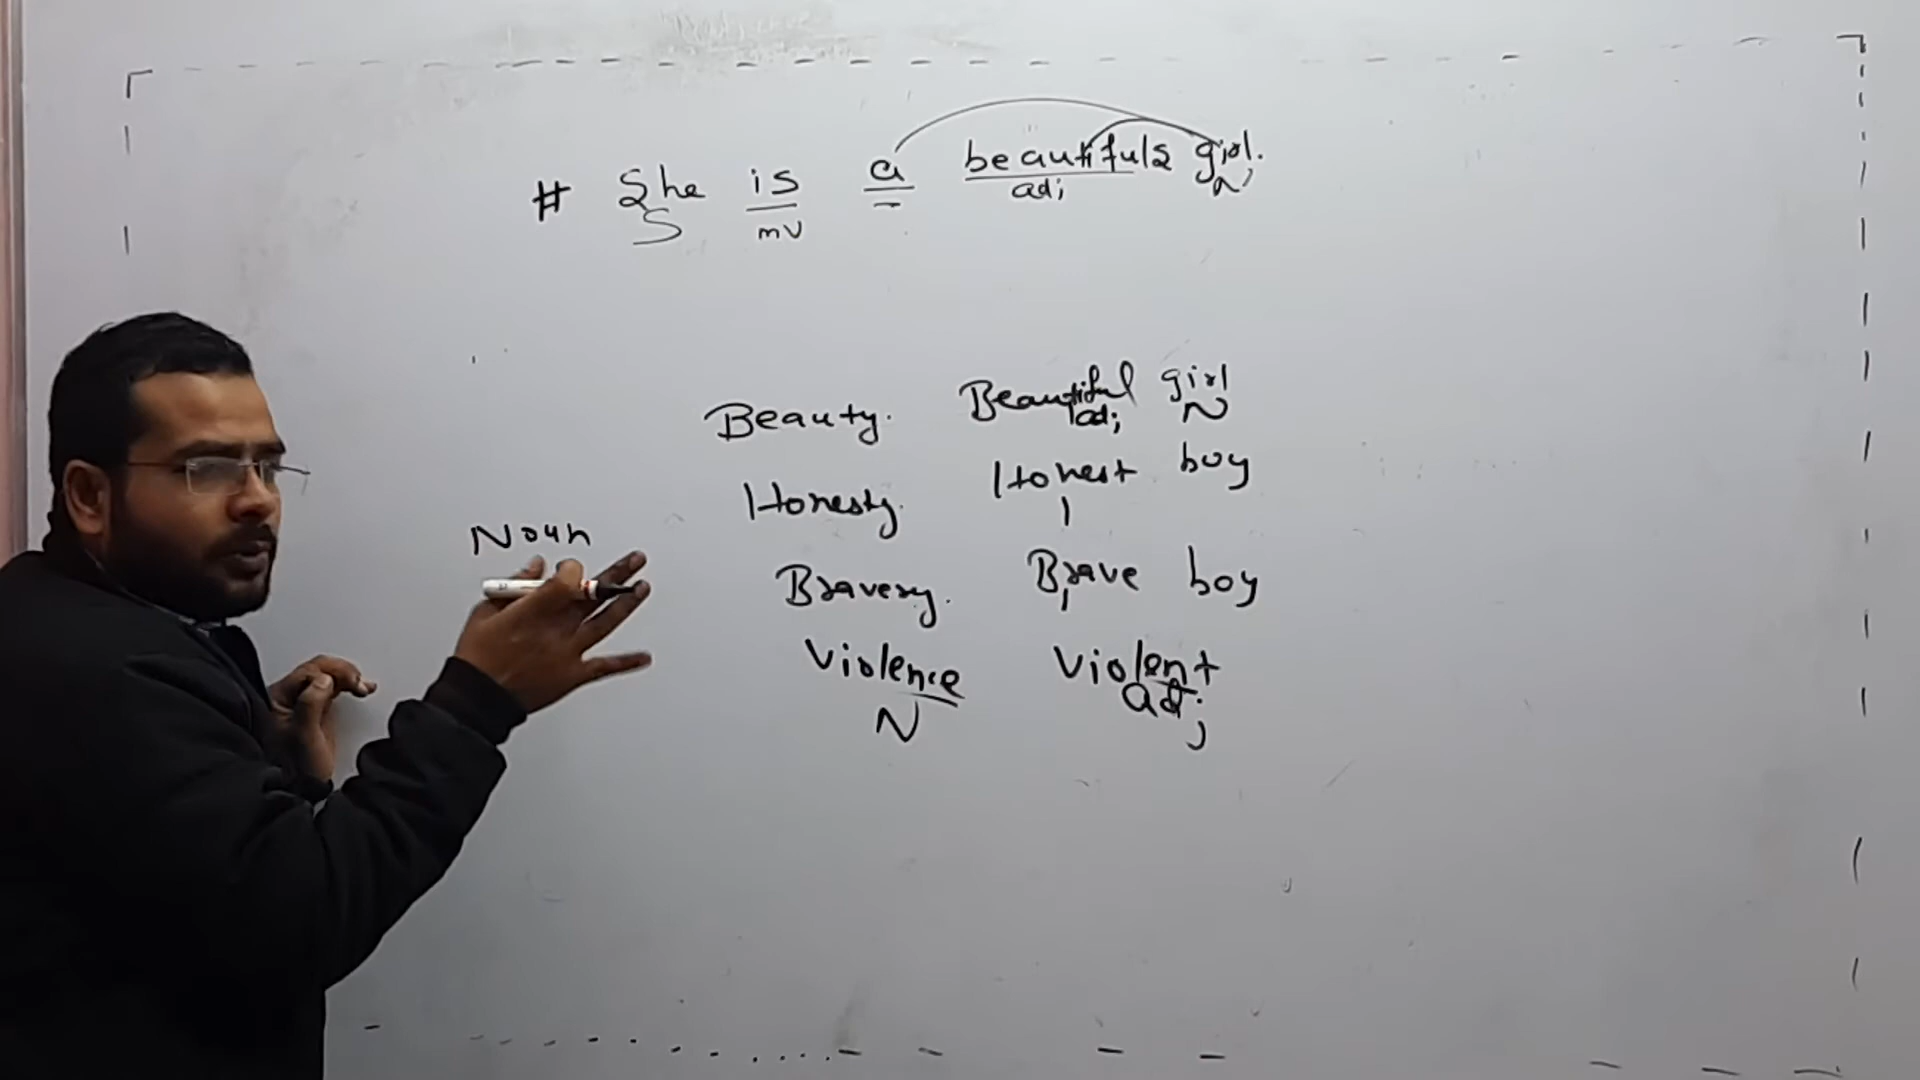 # She is a beautiful girl.
S mv adj N
Beauty. Beautiful girl
adj N
Honesty. Honest boy
Noun
Bravery. Brave boy
Violence Violent
N adj